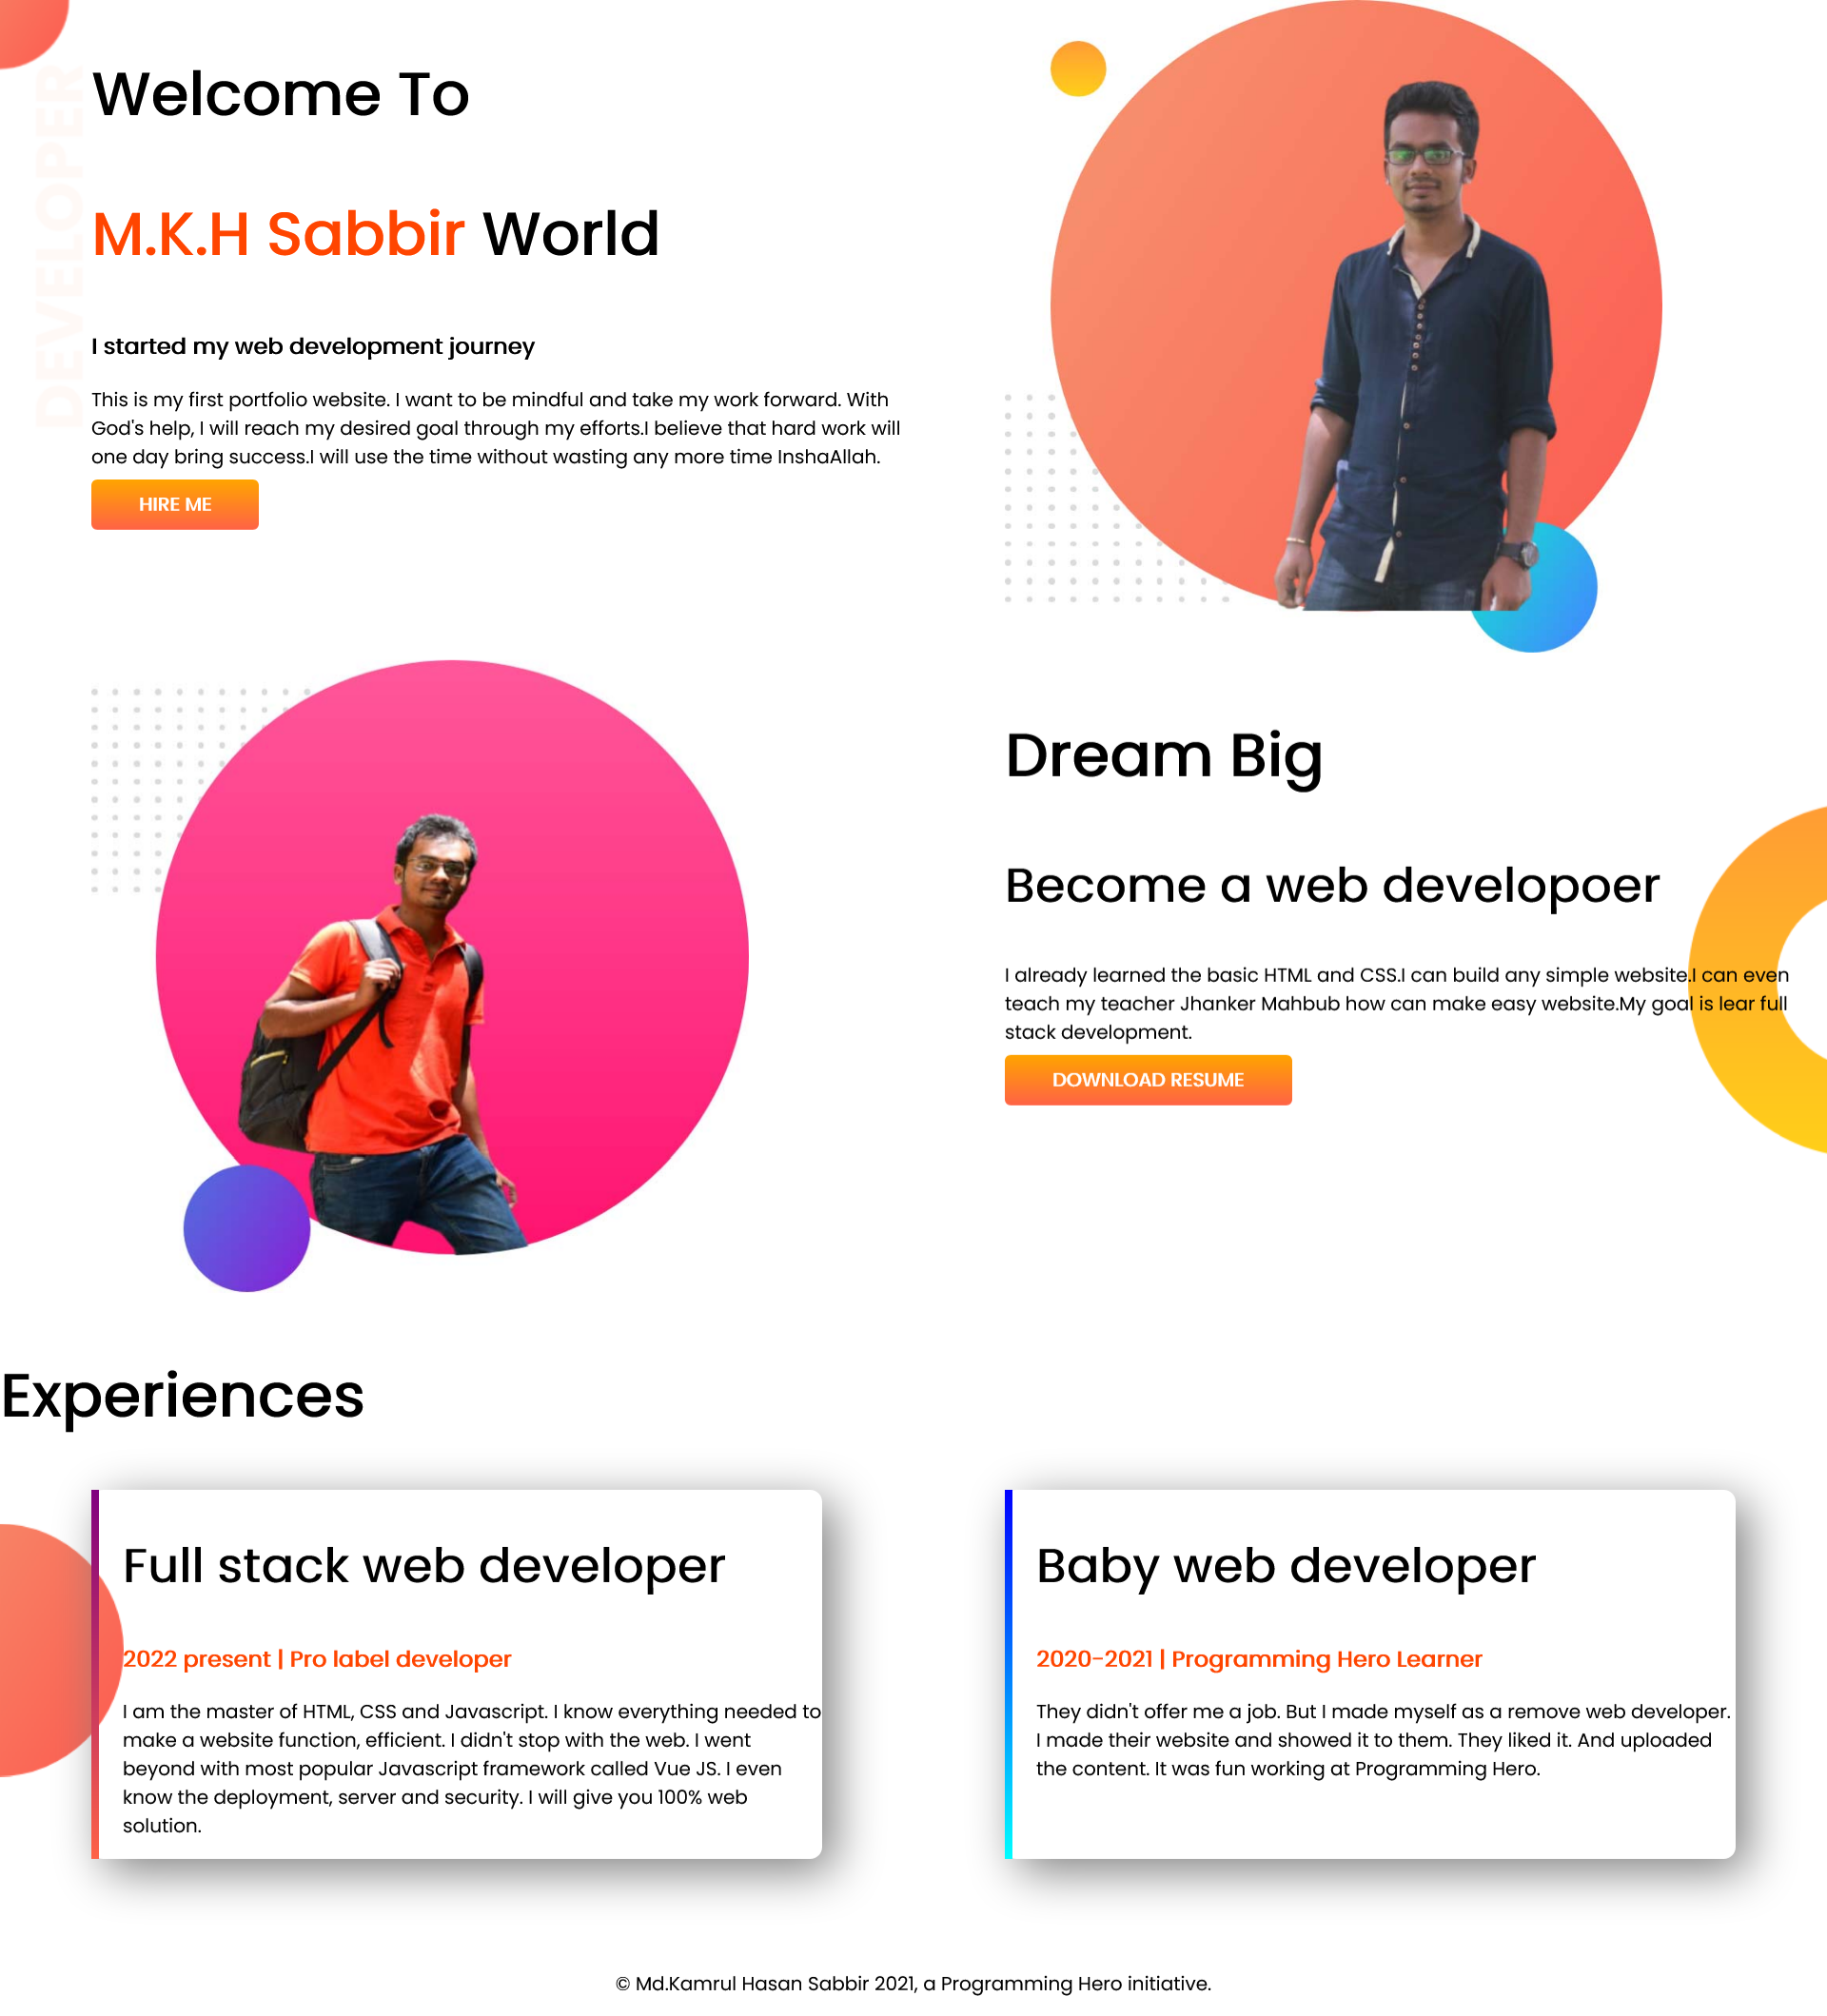 DEVELOPER
Welcome To
M.K.H Sabbir World
I started my web development journey
This is my first portfolio website. I want to be mindful and take my work forward. With
God's help, I will reach my desired goal through my efforts.I believe that hard work will
one day bring success.I will use the time without wasting any more time InshaAllah.
HIRE ME
Dream Big
Become a web developoer
I already learned the basic HTML and CSS.I can build any simple website.I can even
teach my teacher Jhanker Mahbub how can make easy website.My goal is lear full
stack development.
DOWNLOAD RESUME
Experiences
Full stack web developer
2022 present | Pro label developer
I am the master of HTML, CSS and Javascript. I know everything needed to
make a website function, efficient. I didn't stop with the web. I went
beyond with most popular Javascript framework called Vue JS. I even
know the deployment, server and security. I will give you 100% web
solution.
Baby web developer
2020-2021 | Programming Hero Learner
They didn't offer me a job. But I made myself as a remove web developer.
I made their website and showed it to them. They liked it. And uploaded
the content. It was fun working at Programming Hero.
© Md.Kamrul Hasan Sabbir 2021, a Programming Hero initiative.